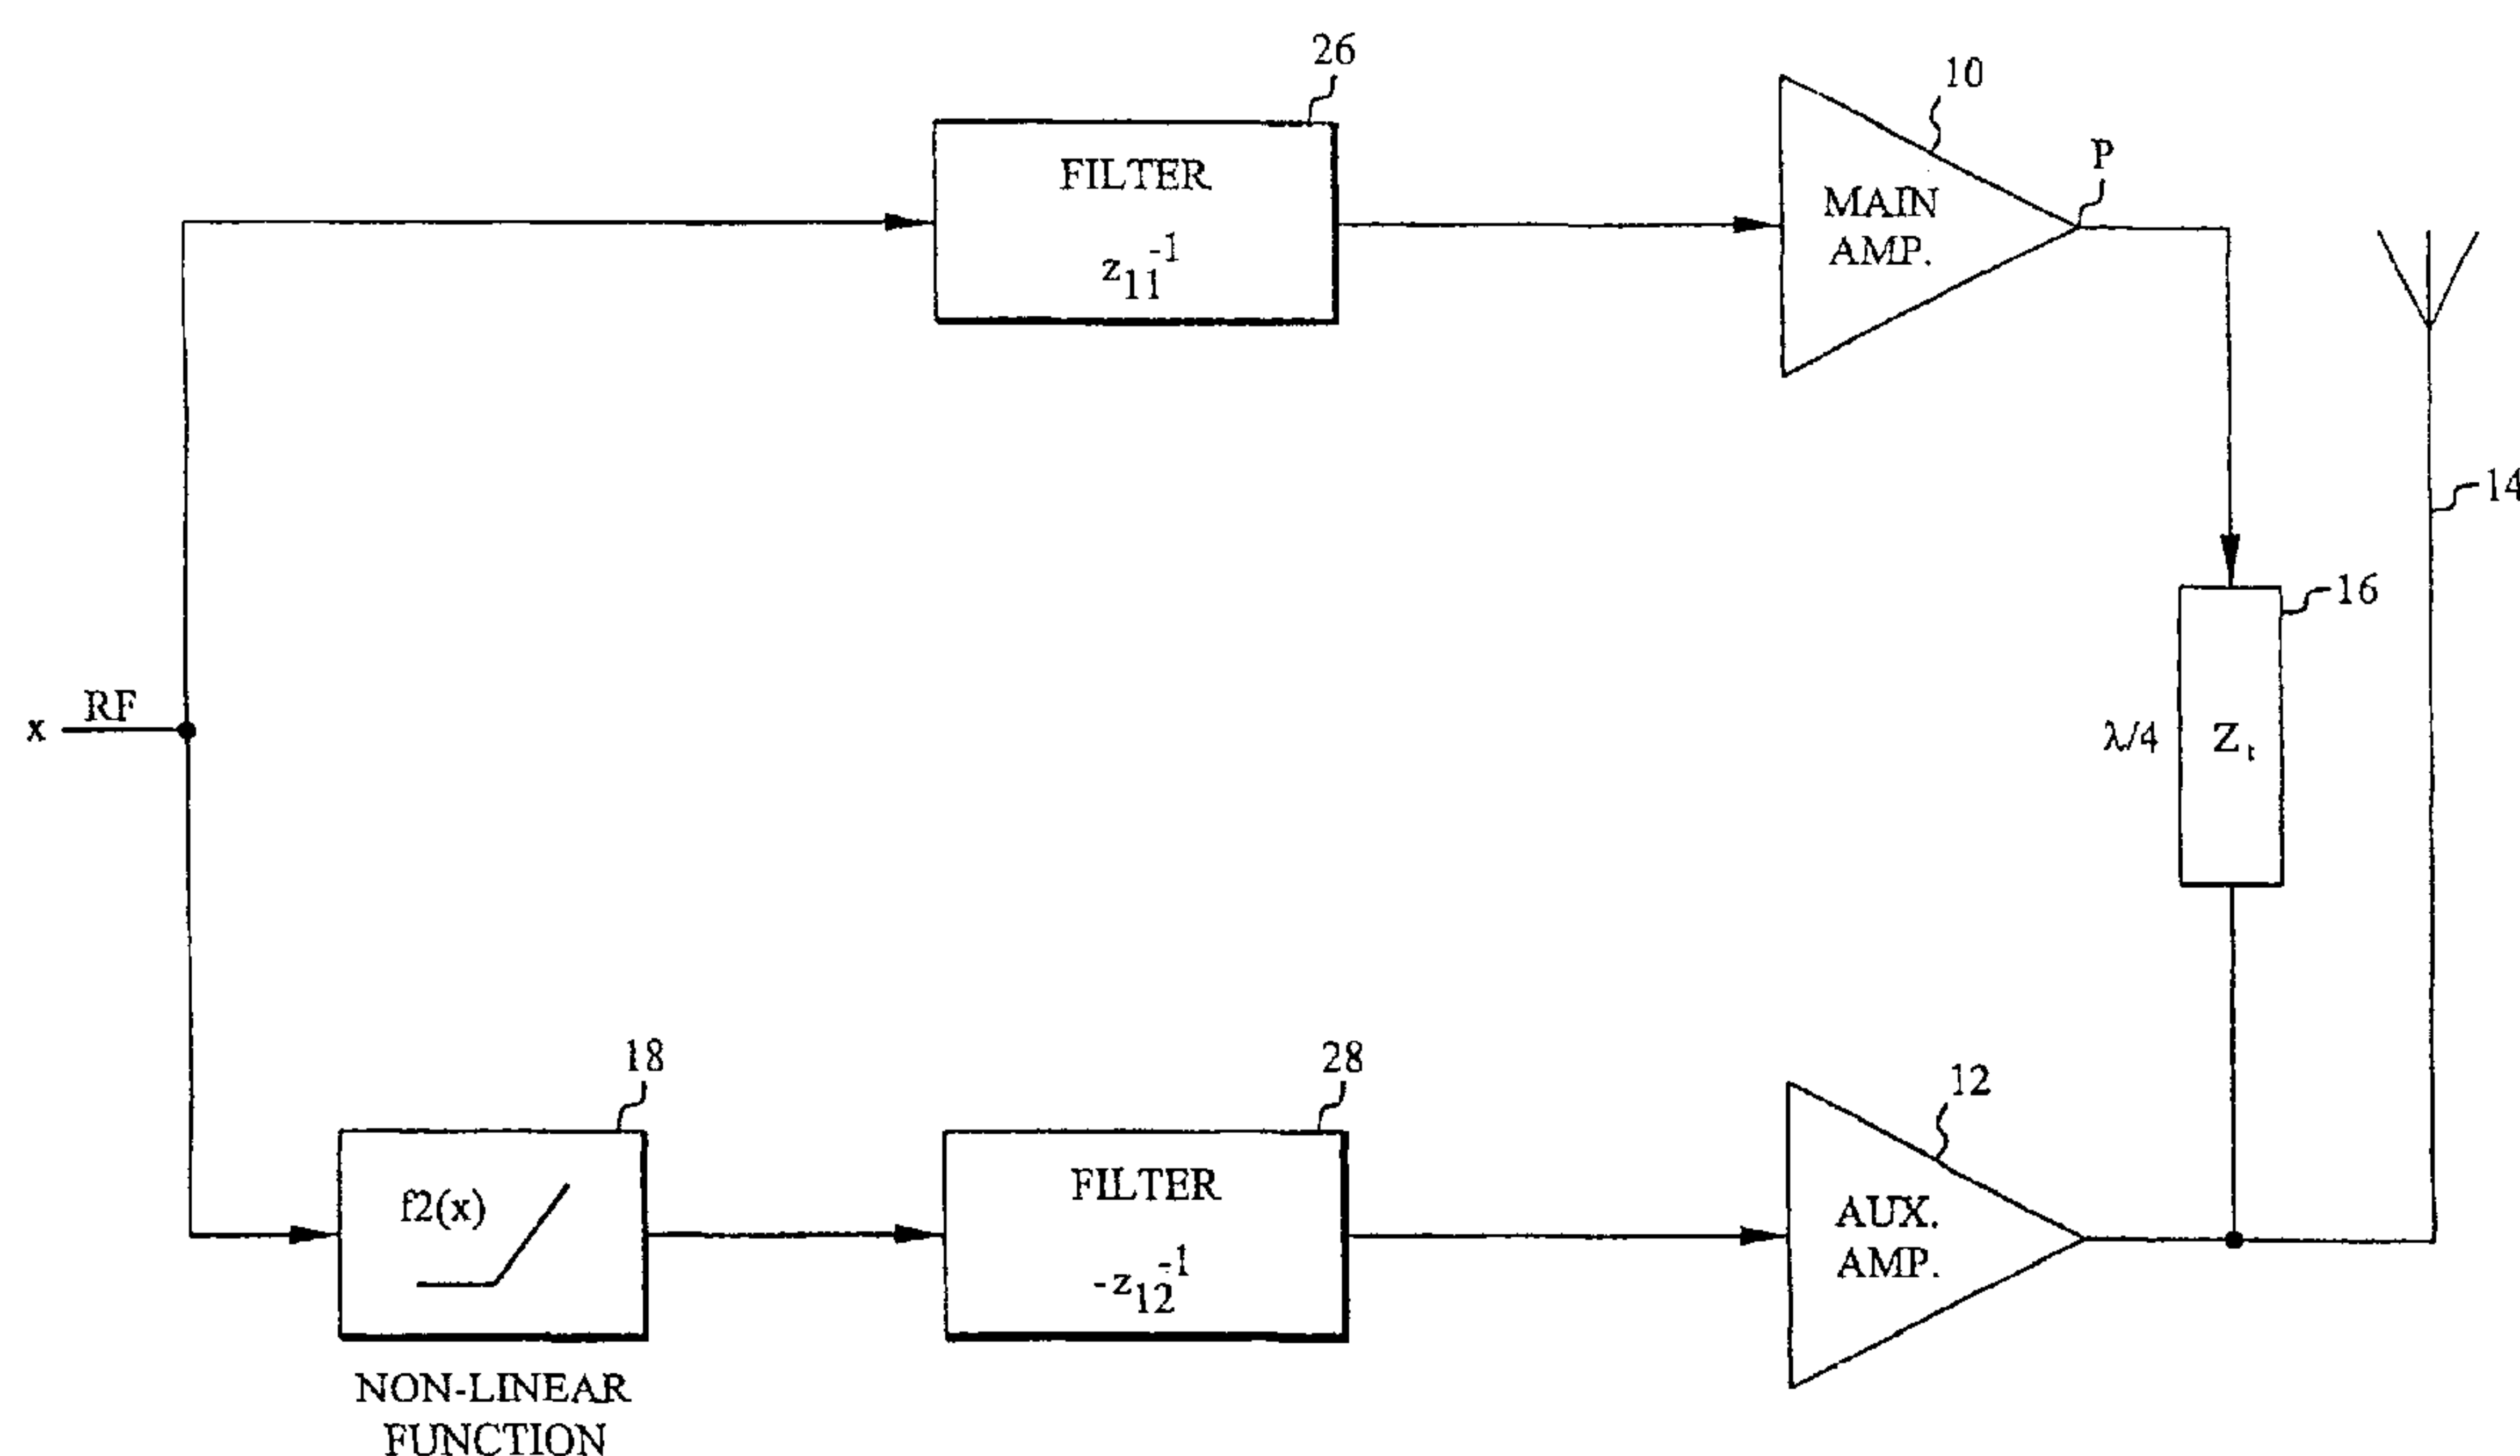 26
FILTER
z₁₁⁻¹
10
MAIN
AMP.
P
14
16
λ/4
Zₜ
x
RF
18
f2(x)
NON-LINEAR
FUNCTION
28
FILTER
-z₁₂⁻¹
12
AUX.
AMP.